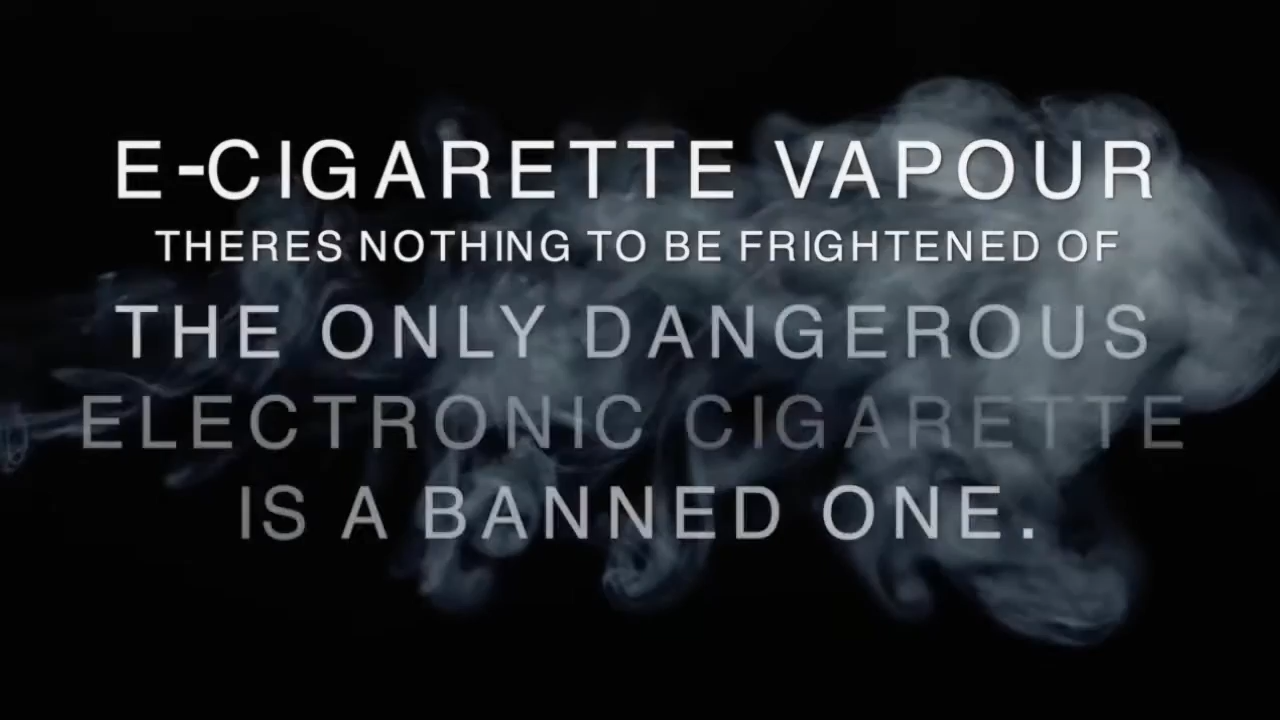 E-CIGARETTE VAPOUR
THERES NOTHING TO BE FRIGHTENED OF
THE ONLY DANGEROUS
ELECTRONIC CIGARETTE
IS A BANNED ONE.